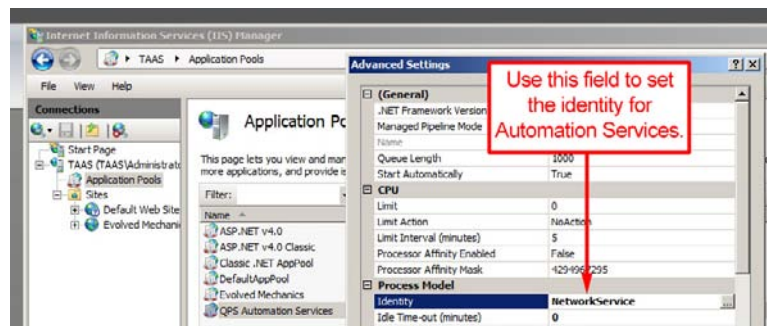 Internet Information Services (IIS) Manager
TAAS
Application Pools
File View Help
Connections
Start Page
TAAS (TAAS\Administrato
Application Pools
Sites
Default Web Site
Evolved Mechani
Application Po
This page lets you view and man
more applications, and provide i
Filter:
Name
ASP.NET v4.0
ASP.NET v4.0 Classic
Classic .NET AppPool
DefaultAppPool
Evolved Mechanics
QPS Automation Services
Advanced Settings
Use this field to set
the identity for
Automation Services.
(General)
.NET Framework Version
Managed Pipeline Mode
Name
Queue Length 1000
Start Automatically True
CPU
Limit 0
Limit Action NoAction
Limit Interval (minutes) 5
Processor Affinity Enabled False
Processor Affinity Mask 4294967295
Process Model
Identity NetworkService ...
Idle Time-out (minutes) 0